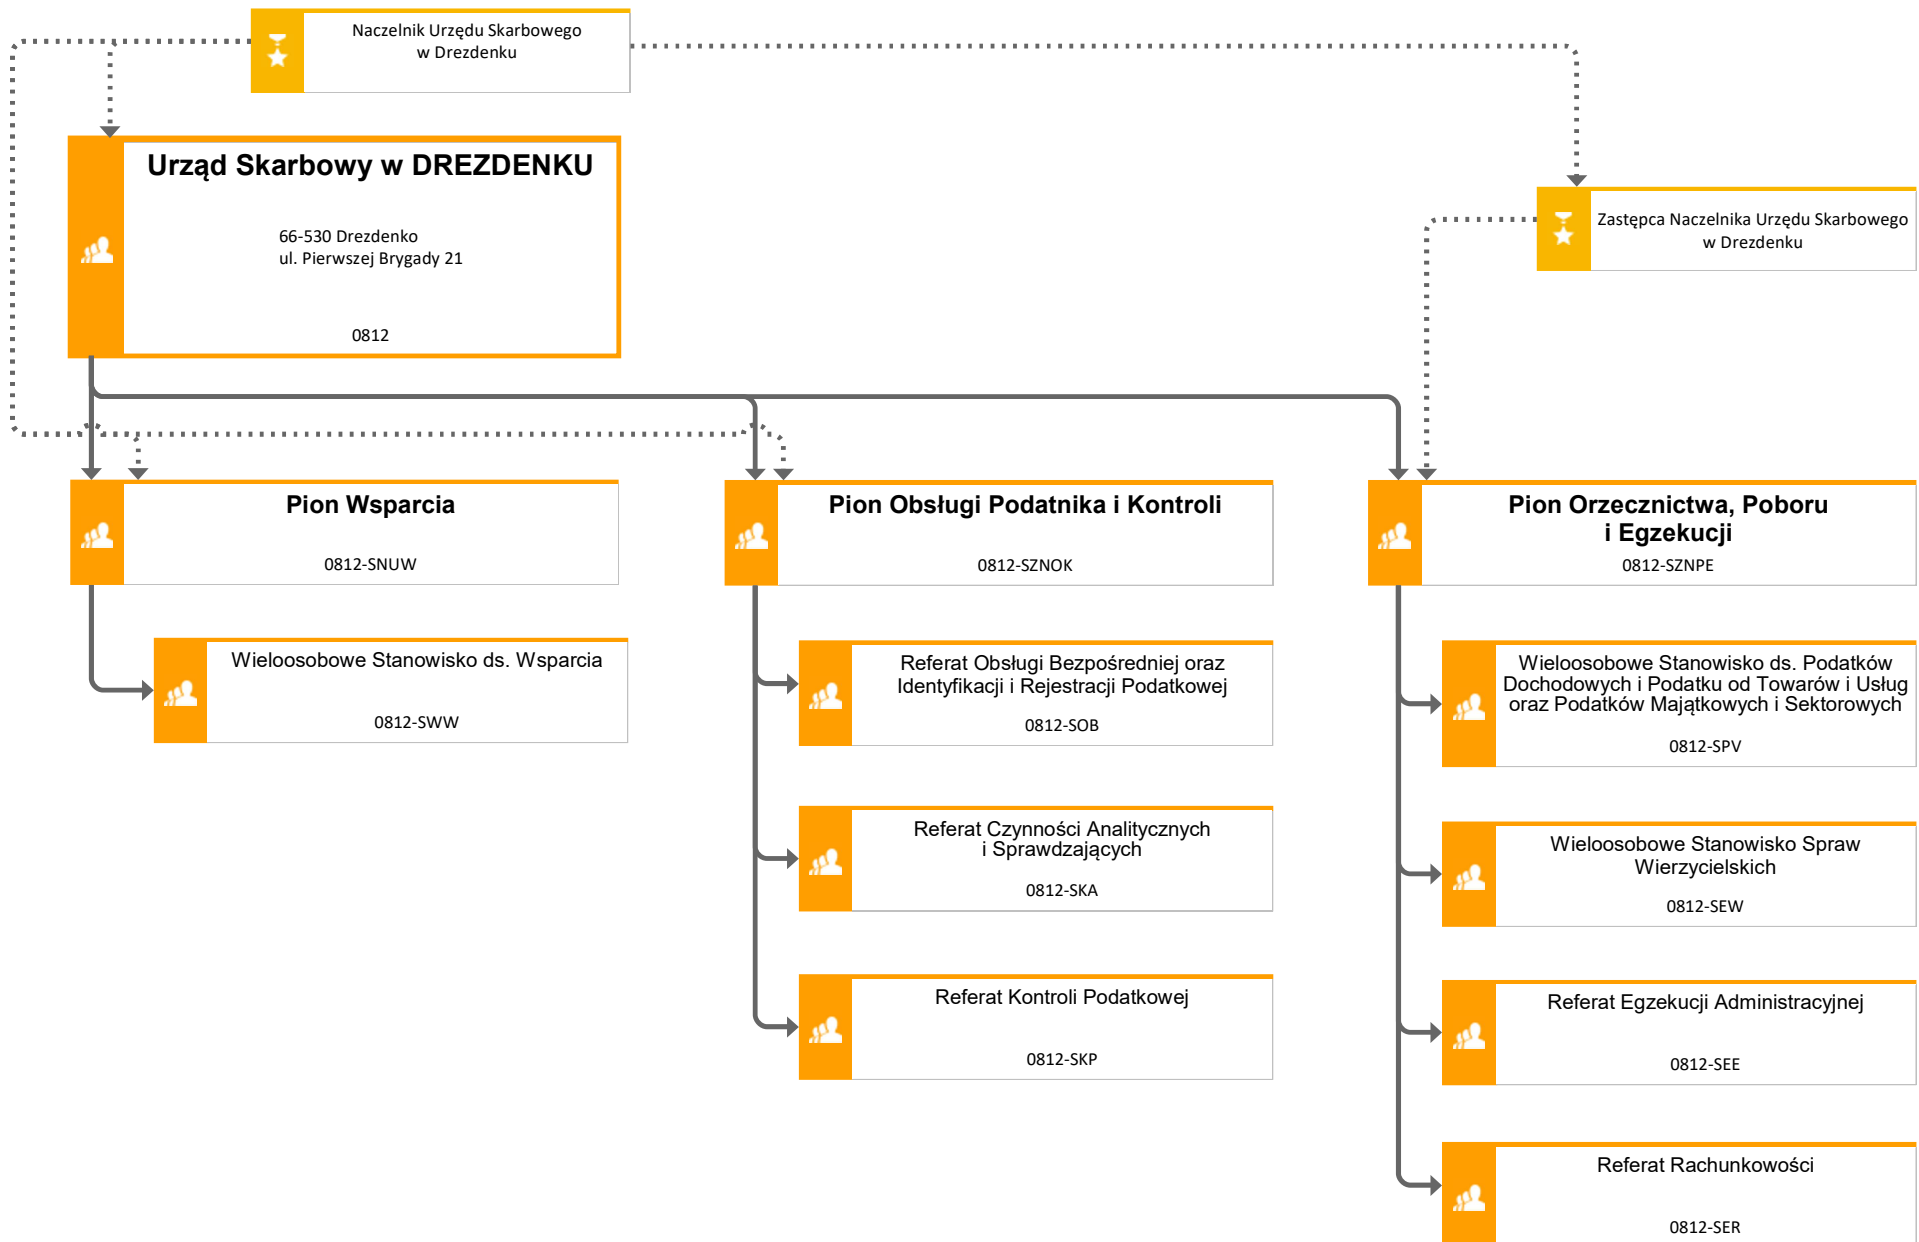 Naczelnik Urzędu Skarbowego
w Drezdenku
Urząd Skarbowy w DREZDENKU
66-530 Drezdenko
ul. Pierwszej Brygady 21
0812
Zastępca Naczelnika Urzędu Skarbowego
w Drezdenku
Pion Wsparcia
0812-SNUW
Wieloosobowe Stanowisko ds. Wsparcia
0812-SWW
Pion Obsługi Podatnika i Kontroli
0812-SZNOK
Referat Obsługi Bezpośredniej oraz
Identyfikacji i Rejestracji Podatkowej
0812-SOB
Referat Czynności Analitycznych
i Sprawdzających
0812-SKA
Referat Kontroli Podatkowej
0812-SKP
Pion Orzecznictwa, Poboru
i Egzekucji
0812-SZNPE
Wieloosobowe Stanowisko ds. Podatków
Dochodowych i Podatku od Towarów i Usług
oraz Podatków Majątkowych i Sektorowych
0812-SPV
Wieloosobowe Stanowisko Spraw
Wierzycielskich
0812-SEW
Referat Egzekucji Administracyjnej
0812-SEE
Referat Rachunkowości
0812-SER